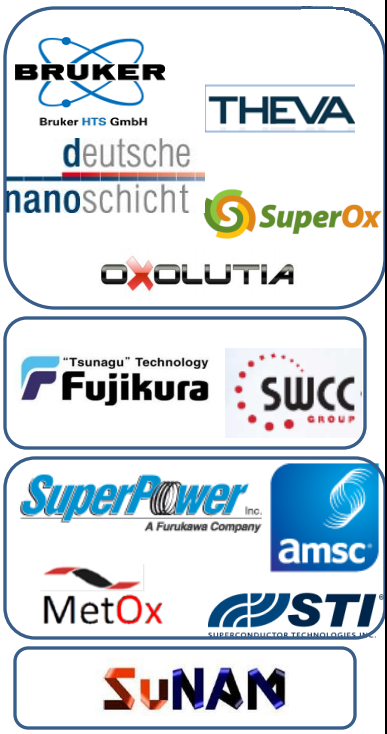 BRUKER
Bruker HTS GmbH
THEVA
deutsche
nanoschicht
SuperOx
OXOLUTIA
"Tsunagu" Technology
Fujikura
SWCC
GROUP
SuperPower Inc.
A Furukawa Company
amsc
MetOx
STI
SUPERCONDUCTOR TECHNOLOGIES INC.
SuNAM